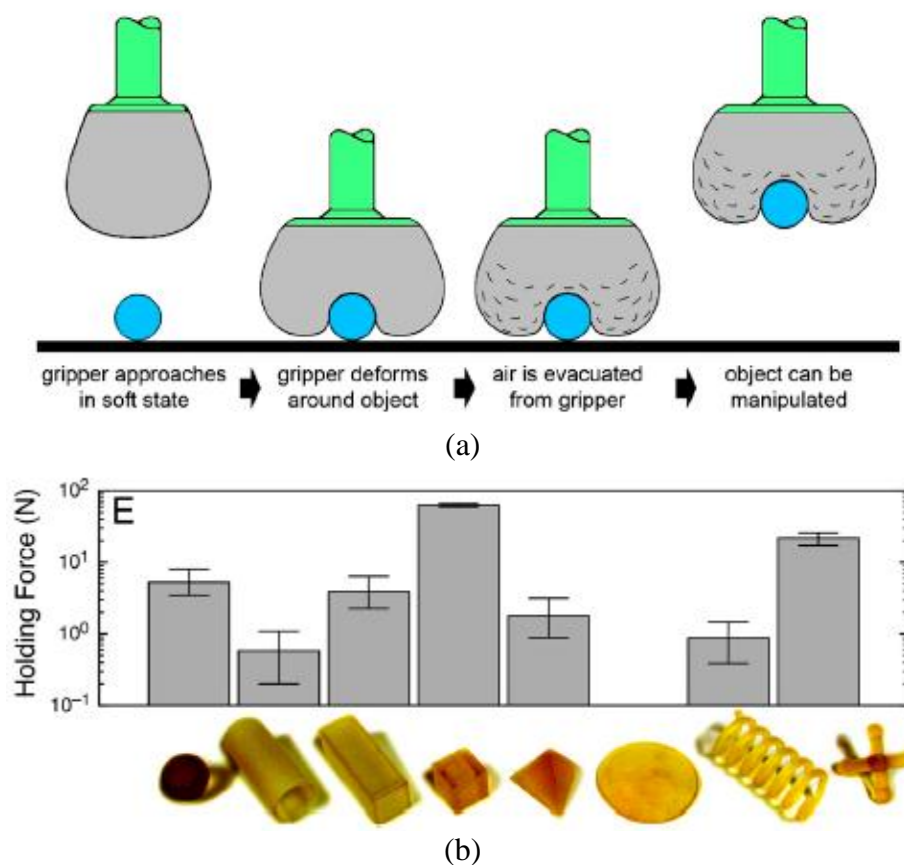 gripper approaches
in soft state
gripper deforms
around object
air is evacuated
from gripper
object can be
manipulated
(a)
Holding Force (N)
E
10²
10¹
10⁰
10⁻¹
(b)